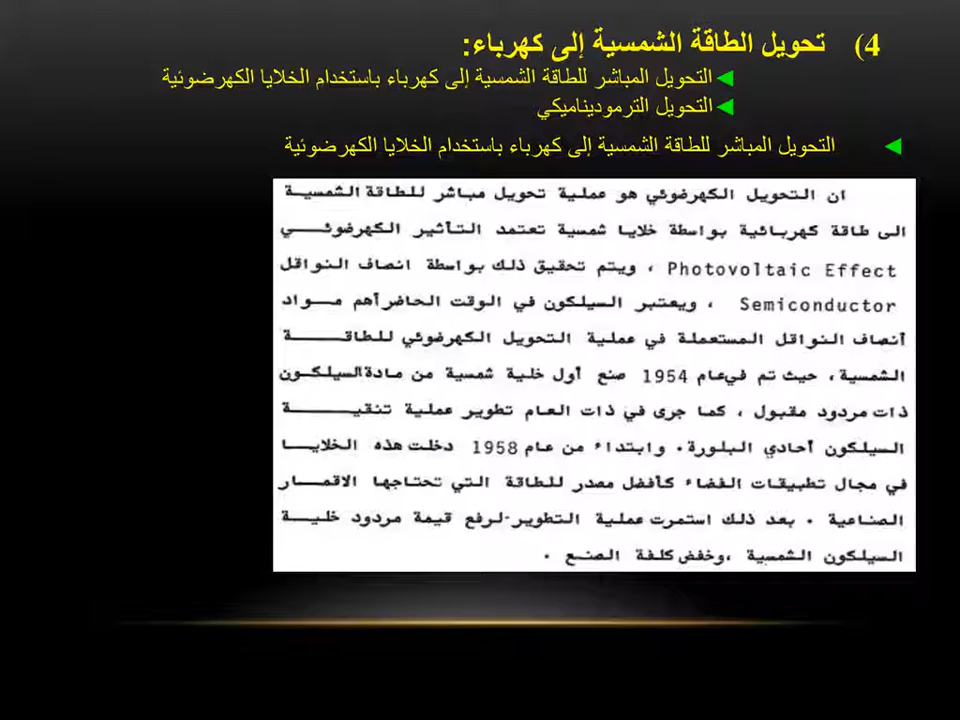 4) تحويل الطاقة الشمسية إلى كهرباء:
◄التحويل المباشر للطاقة الشمسية إلى كهرباء باستخدام الخلايا الكهرضوئية
◄التحويل الترموديناميكي
◄ التحويل المباشر للطاقة الشمسية إلى كهرباء باستخدام الخلايا الكهرضوئية
ان التحويل الكهرضوئي هو عملية تحويل مباشر للطاقة الشمسية
الى طاقة كهربائية بواسطة خلايا شمسية تعتمد التأثير الكهرضوئي
Photovoltaic Effect ، ويتم تحقيق ذلك بواسطة انصاف النواقل
Semiconductor ، ويعتبر السيلكون في الوقت الحاضر أهم مواد
أنصاف النواقل المستعملة في عملية التحويل الكهرضوئي للطاقة
الشمسية، حيث تم في عام 1954 صنع أول خلية شمسية من مادة السيلكون
ذات مردود مقبول ، كما جرى في ذات العام تطوير عملية تنقية
السيلكون أحادي البلورة. وابتداء من عام 1958 دخلت هذه الخلايا
في مجال تطبيقات الفضاء كأفضل مصدر للطاقة التي تحتاجها الاقمار
الصناعية . بعد ذلك استمرت عملية التطوير لرفع قيمة مردود خلية
السيلكون الشمسية ،وخفض كلفة الصنع .